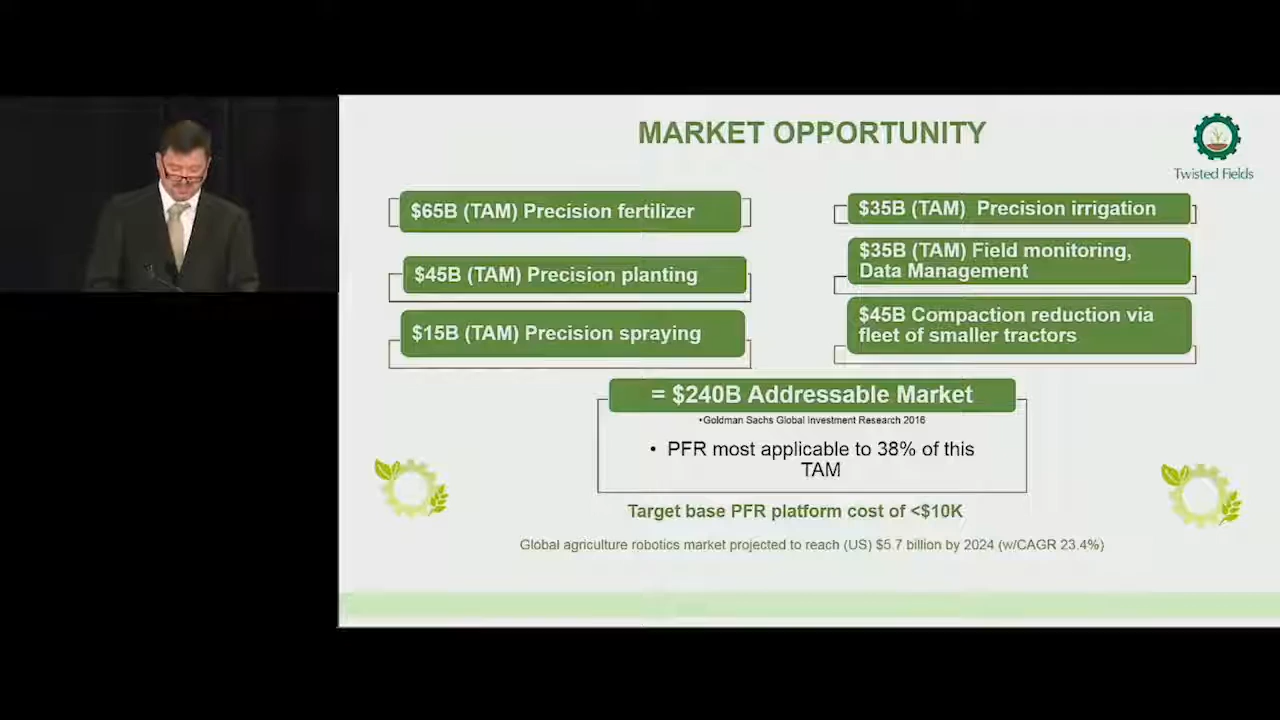 MARKET OPPORTUNITY
Twisted Fields
$65B (TAM) Precision fertilizer
$45B (TAM) Precision planting
$15B (TAM) Precision spraying
$35B (TAM)  Precision irrigation
$35B (TAM) Field monitoring,
Data Management
$45B Compaction reduction via
fleet of smaller tractors
= $240B Addressable Market
•Goldman Sachs Global Investment Research 2016
• PFR most applicable to 38% of this
TAM
Target base PFR platform cost of <$10K
Global agriculture robotics market projected to reach (US) $5.7 billion by 2024 (w/CAGR 23.4%)